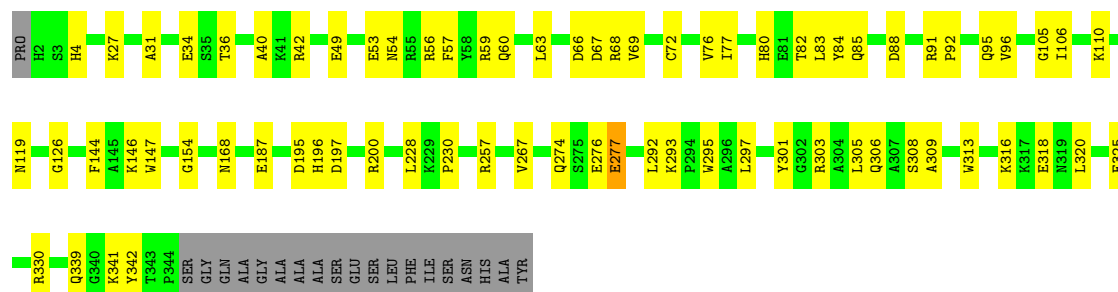 PRO H2 S3 H4 K27 A31 E34 S35 T36 A40 K41 R42 E49 E53 N54 R55 R56 F57 Y58 R59 Q60 L63 D66 D67 R68 V69 C72 V76 I77 H80 E81 T82 L83 Y84 Q85 D88 R91 P92 Q95 V96 G105 I106 K110
N119 G126 F144 A145 K146 W147 G154 N168 E187 D195 H196 D197 R200 L228 K229 P230 R257 V267 Q274 S275 E276 E277 L292 K293 P294 W295 A296 L297 Y301 G302 R303 A304 L305 Q306 A307 S308 A309 W313 K316 K317 E318 N319 L320
R330 Q339 G340 K341 Y342 T343 P344 SER GLY GLN ALA GLY ALA ALA ALA SER GLU SER LEU PHE ILE SER ASN HIS ALA TYR